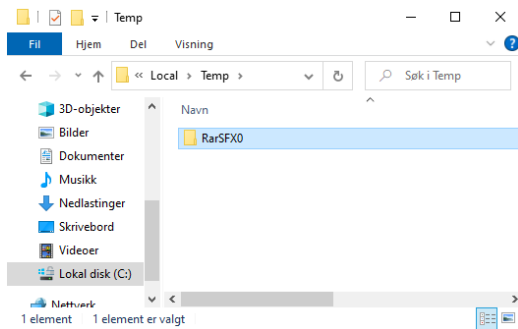 Temp
Fil Hjem Del Visning
« Local › Temp › Søk i Temp
3D-objekter
Bilder
Dokumenter
Musikk
Nedlastinger
Skrivebord
Videoer
Lokal disk (C:)
Nettverk
Navn
RarSFX0
1 element 1 element er valgt